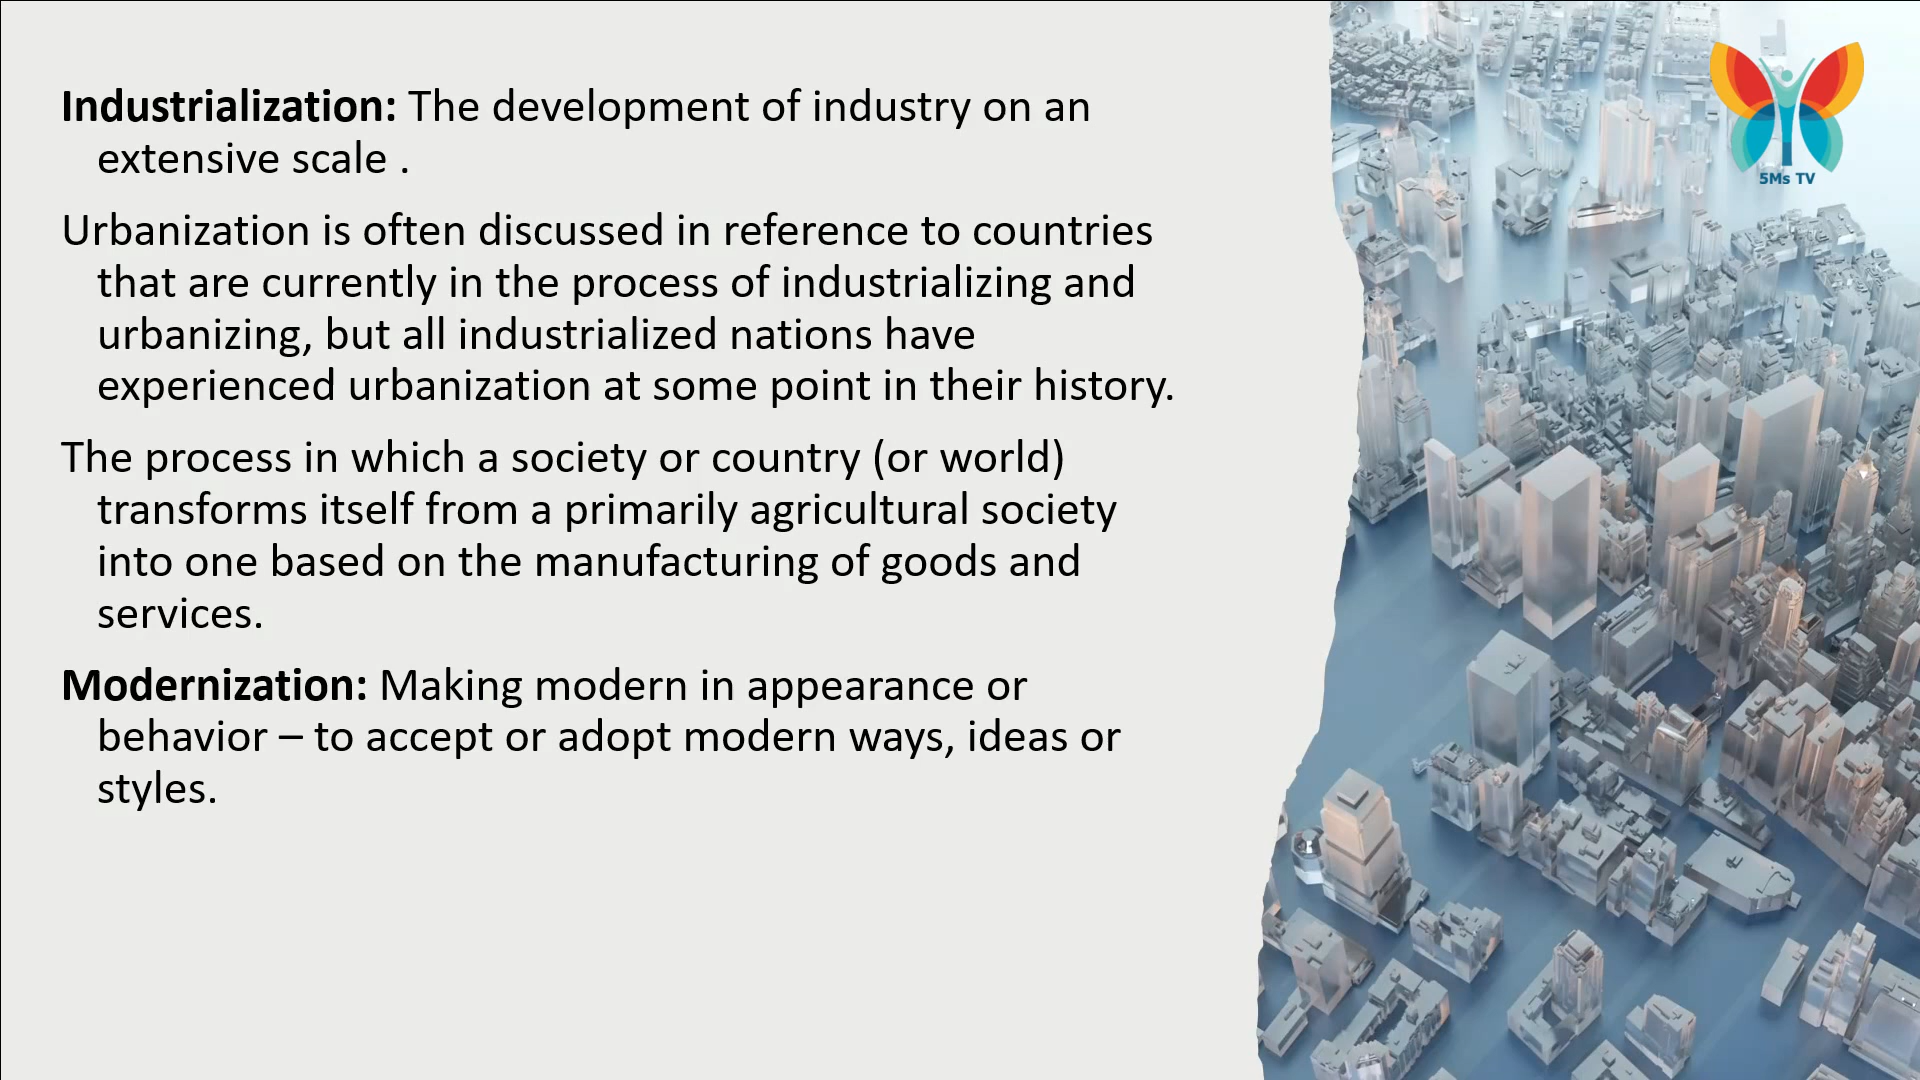 Industrialization: The development of industry on an
extensive scale .
Urbanization is often discussed in reference to countries
that are currently in the process of industrializing and
urbanizing, but all industrialized nations have
experienced urbanization at some point in their history.
The process in which a society or country (or world)
transforms itself from a primarily agricultural society
into one based on the manufacturing of goods and
services.
Modernization: Making modern in appearance or
behavior – to accept or adopt modern ways, ideas or
styles.
5Ms TV